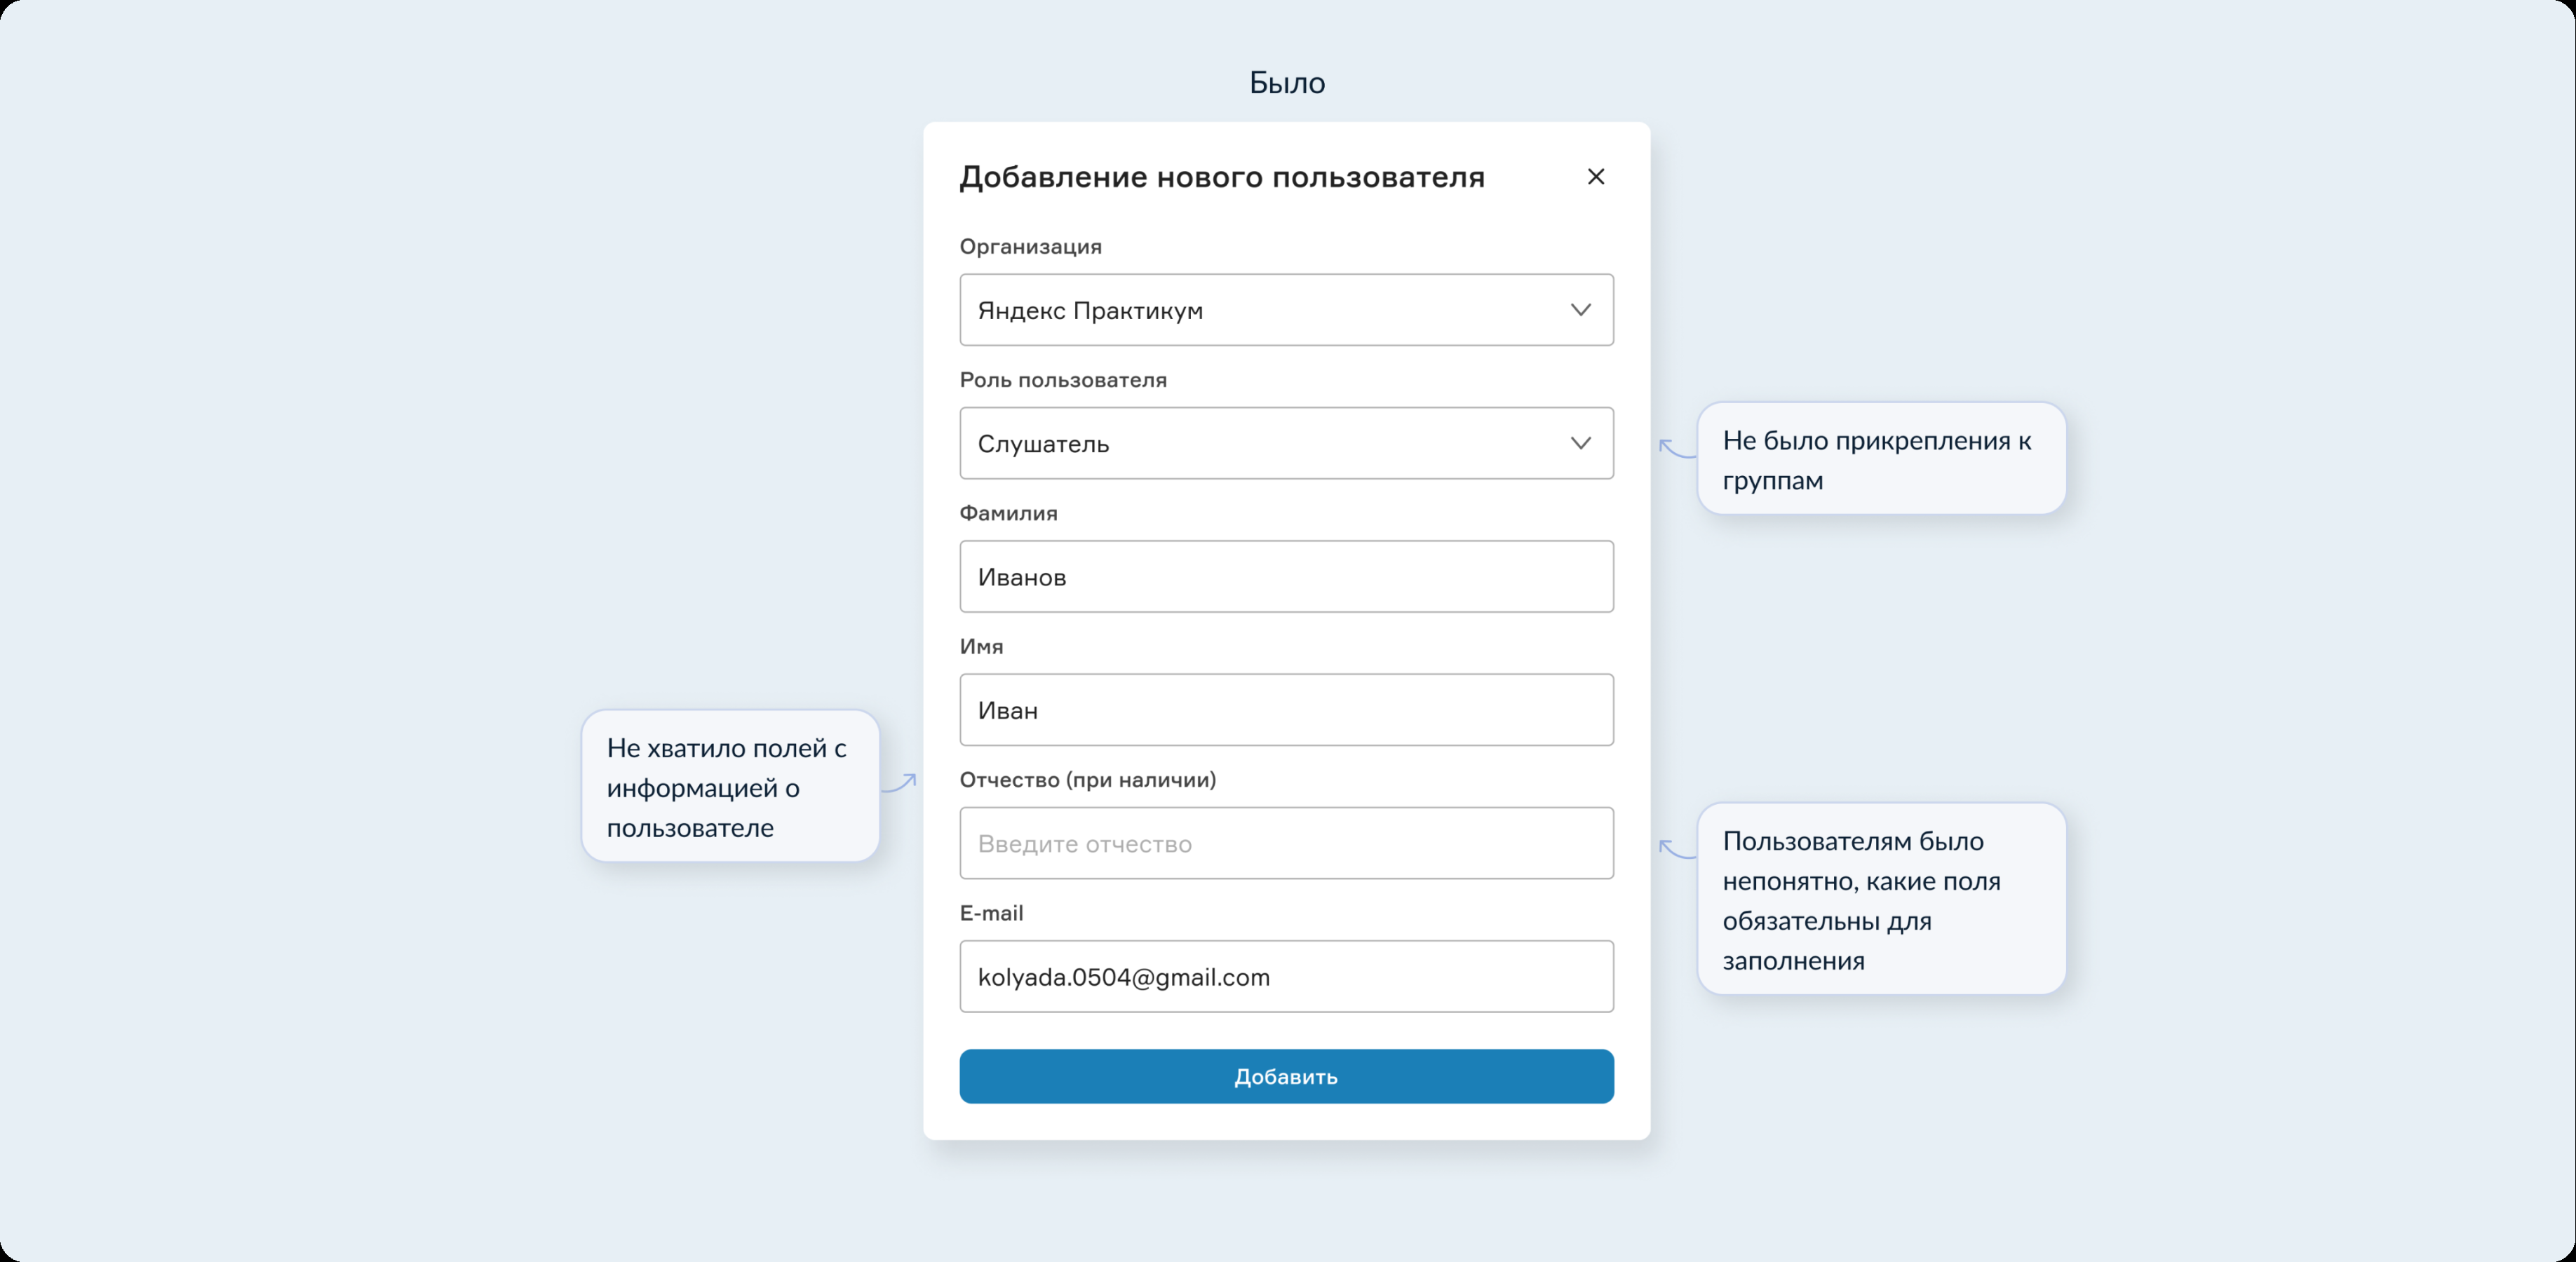 Было
Добавление нового пользователя
Организация
Яндекс Практикум
Роль пользователя
Слушатель
Не было прикрепления к
группам
Фамилия
Иванов
Имя
Иван
Не хватило полей с
информацией о
пользователе
Отчество (при наличии)
Введите отчество
Пользователям было
непонятно, какие поля
обязательны для
заполнения
E-mail
kolyada.0504@gmail.com
Добавить